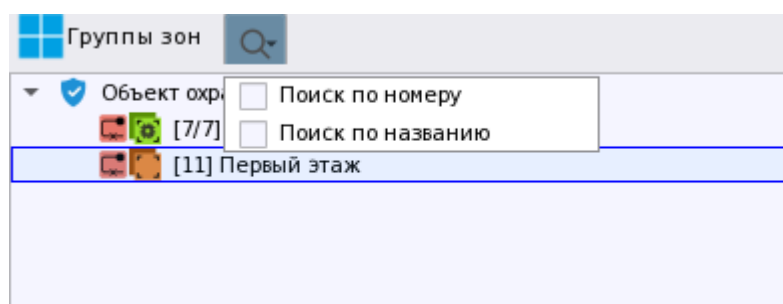 Группы зон
Объект охра
Поиск по номеру
[7/7]
Поиск по названию
[11] Первый этаж